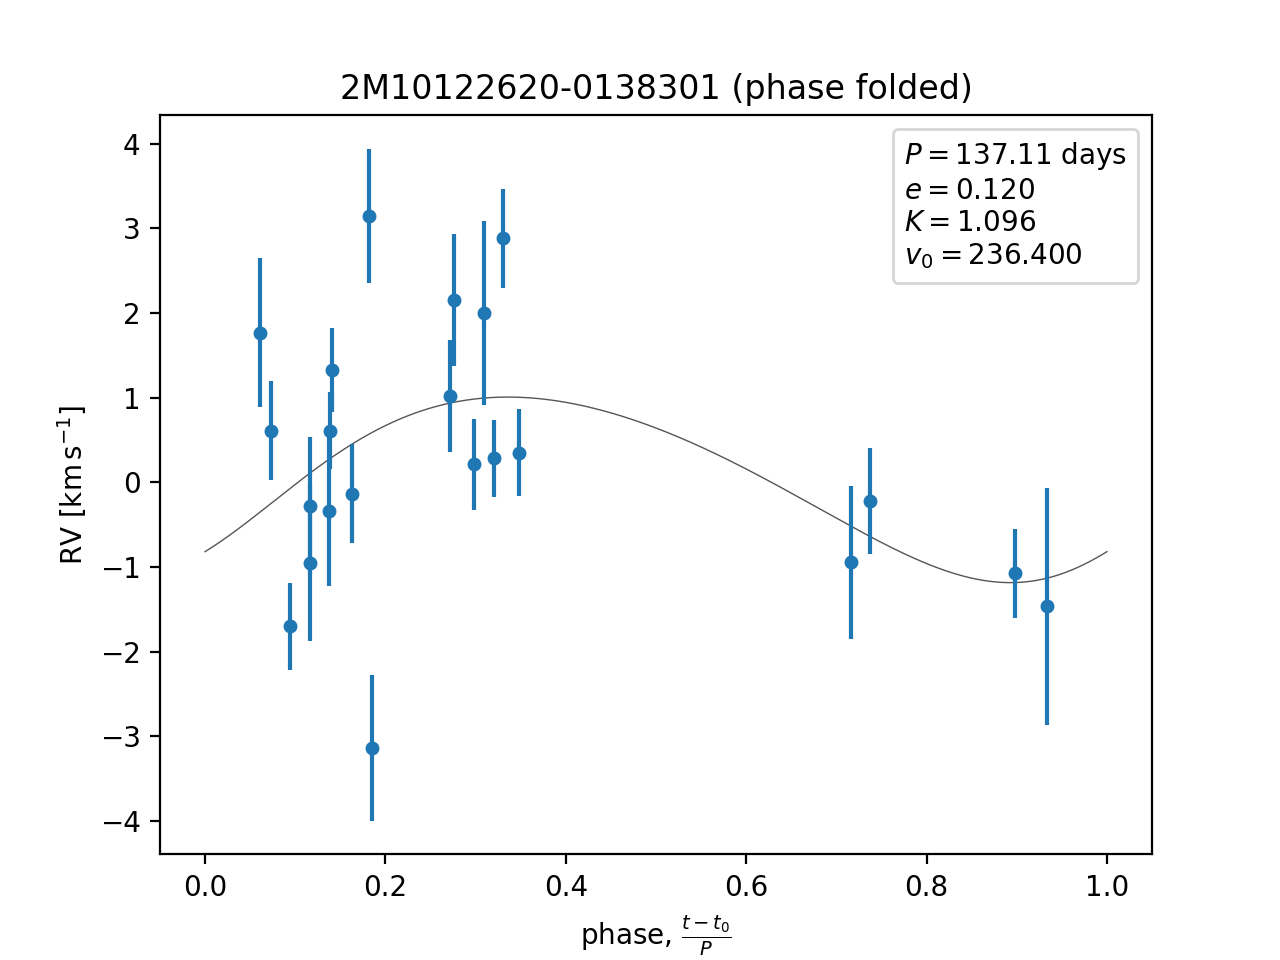 2M10122620-0138301 (phase folded)
P = 137.11 days
e = 0.120
K = 1.096
v₀ = 236.400
4
3
2
1
0
−1
−2
−3
−4
RV [km s⁻¹]
0.0 0.2 0.4 0.6 0.8 1.0
phase, (t − t₀)/P